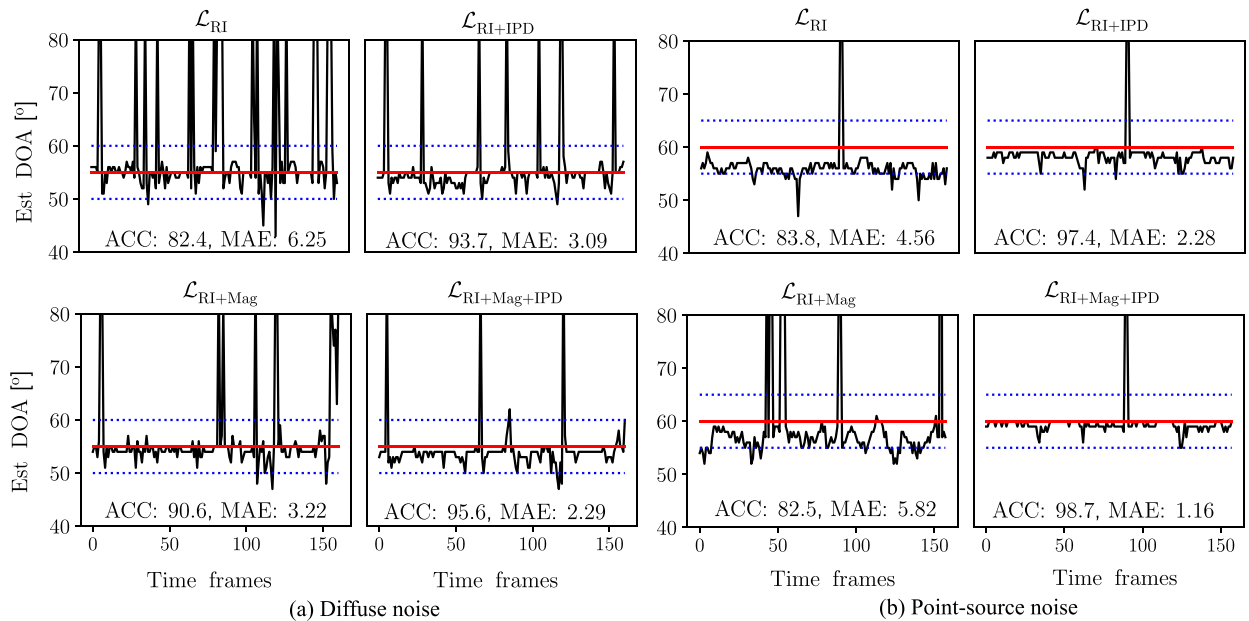 ℒ_RI ℒ_RI+IPD ℒ_RI ℒ_RI+IPD
80 80
70 70
60 60
50 50
40 40
Est DOA [°]
ACC: 82.4, MAE: 6.25 ACC: 93.7, MAE: 3.09 ACC: 83.8, MAE: 4.56 ACC: 97.4, MAE: 2.28
ℒ_RI+Mag ℒ_RI+Mag+IPD ℒ_RI+Mag ℒ_RI+Mag+IPD
80 80
70 70
60 60
50 50
40 40
Est DOA [°]
ACC: 90.6, MAE: 3.22 ACC: 95.6, MAE: 2.29 ACC: 82.5, MAE: 5.82 ACC: 98.7, MAE: 1.16
0 50 100 150 0 50 100 150 0 50 100 150 0 50 100 150
Time frames Time frames Time frames Time frames
(a) Diffuse noise (b) Point-source noise